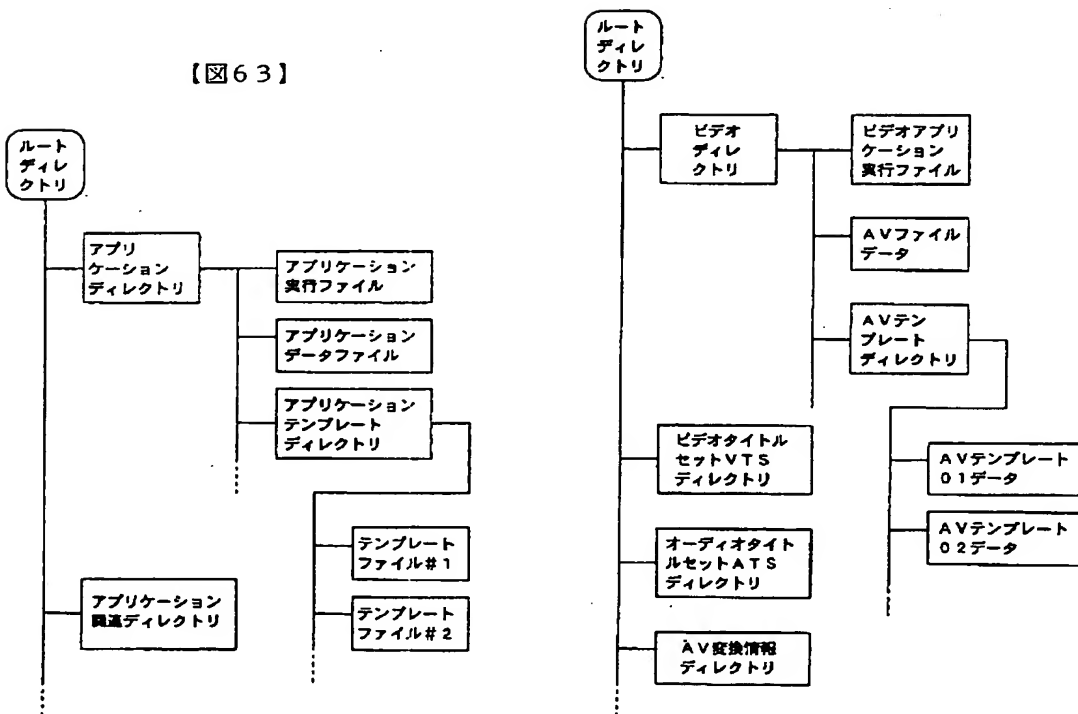 【図63】
ルート
ディレ
クトリ
アプリ
ケーション
ディレクトリ
アプリケーション
実行ファイル
アプリケーション
データファイル
アプリケーション
テンプレート
ディレクトリ
テンプレート
ファイル#1
テンプレート
ファイル#2
アプリケーション
関連ディレクトリ
ルート
ディレ
クトリ
ビデオ
ディレ
クトリ
ビデオアプリ
ケーション
実行ファイル
AVファイル
データ
AVテン
プレート
ディレクトリ
ビデオタイトル
セットVTS
ディレクトリ
AVテンプレート
01データ
AVテンプレート
02データ
オーディオタイト
ルセットATS
ディレクトリ
AV変換情報
ディレクトリ